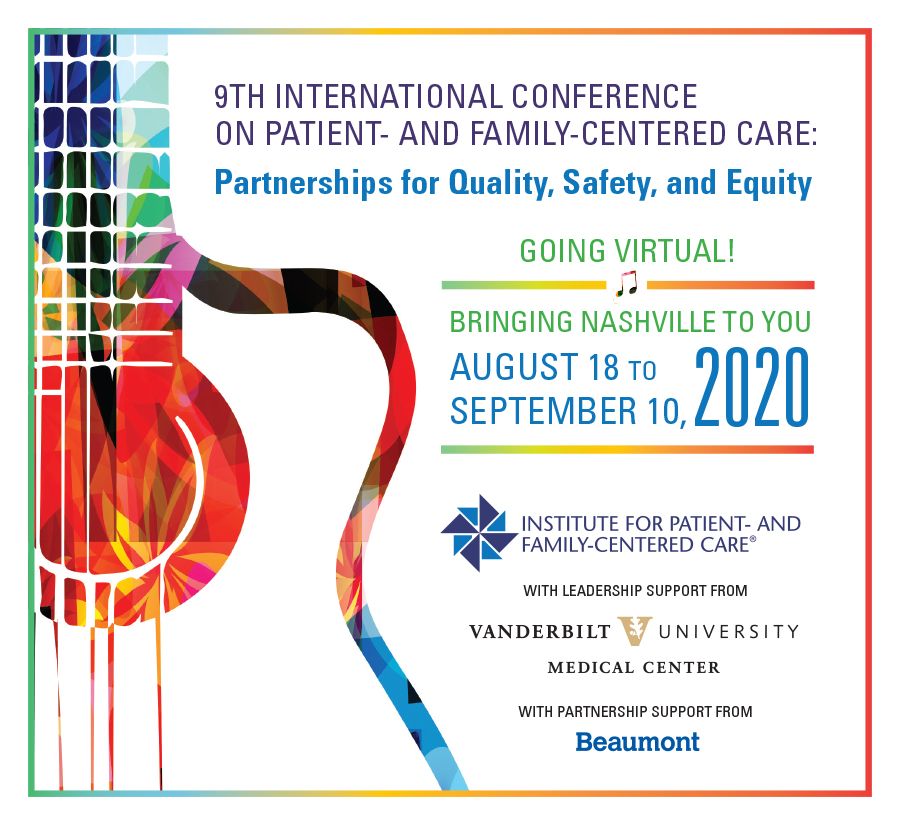 9TH INTERNATIONAL CONFERENCE
ON PATIENT- AND FAMILY-CENTERED CARE:
Partnerships for Quality, Safety, and Equity
GOING VIRTUAL!
BRINGING NASHVILLE TO YOU
AUGUST 18 TO
SEPTEMBER 10, 2020
INSTITUTE FOR PATIENT- AND
FAMILY-CENTERED CARE®
WITH LEADERSHIP SUPPORT FROM
VANDERBILT V UNIVERSITY
MEDICAL CENTER
WITH PARTNERSHIP SUPPORT FROM
Beaumont